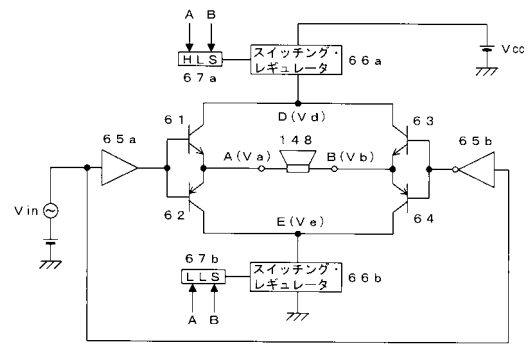 A B
HLS
67a
スイッチング・
レギュレータ
66a
Vcc
61
D(Vd)
63
65a
148
65b
A(Va)
B(Vb)
Vin
62
64
E(Ve)
67b
LLS
スイッチング・
レギュレータ
66b
A B